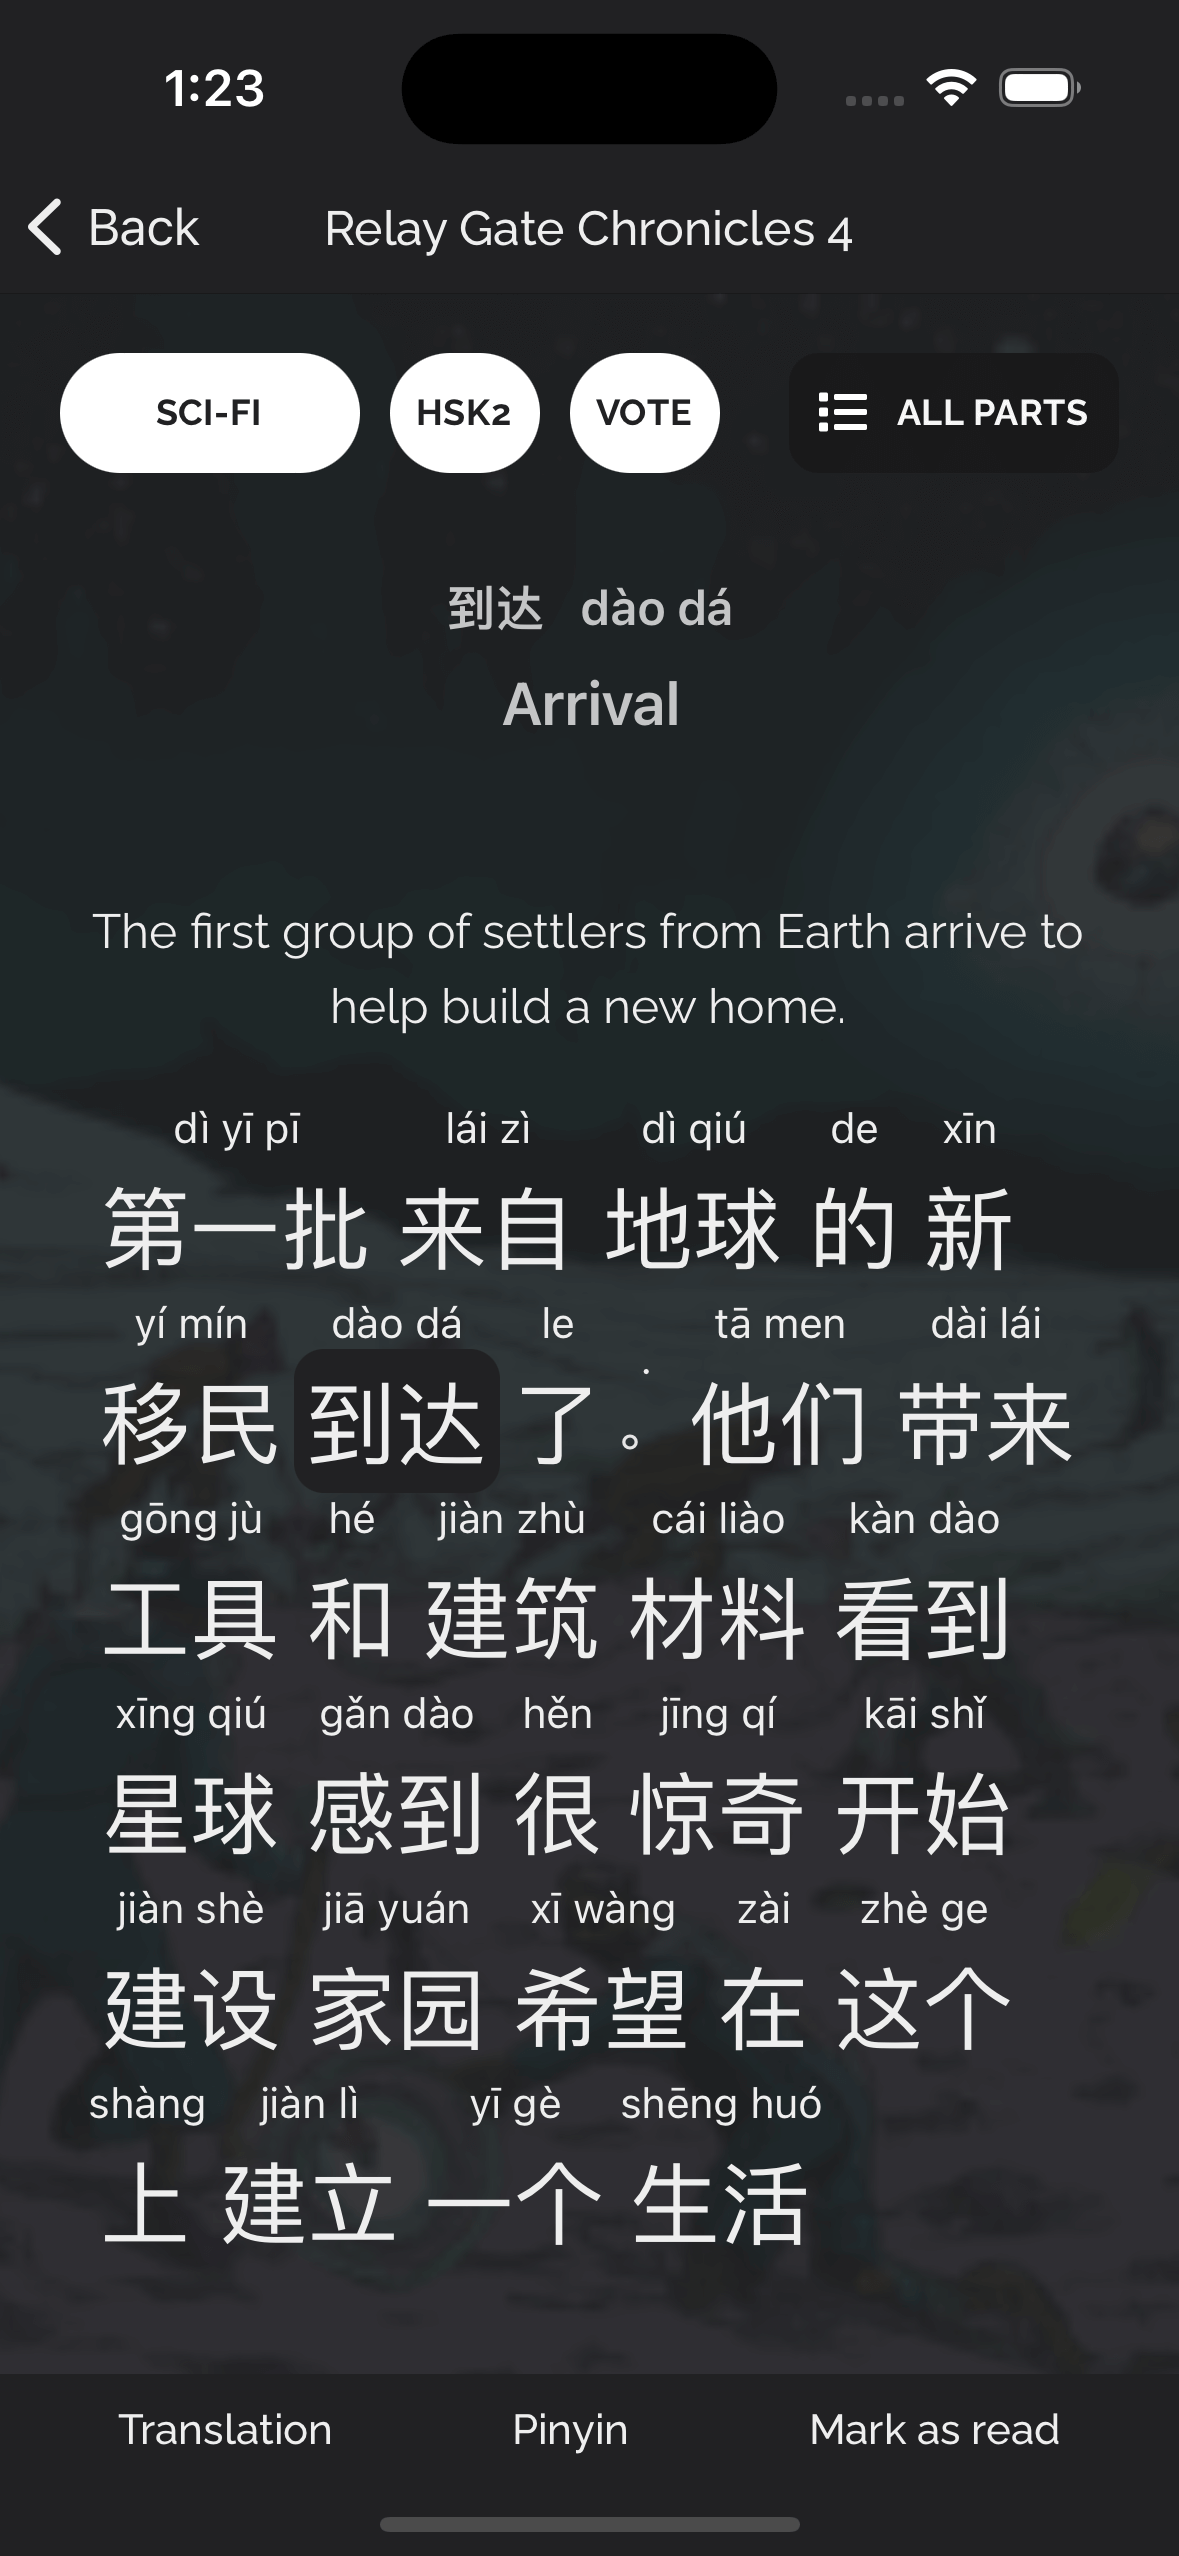 1:23
Back
Relay Gate Chronicles 4
SCI-FI
HSK2
VOTE
ALL PARTS
到达 dào dá
Arrival
The first group of settlers from Earth arrive to
help build a new home.
dì yī pī lái zì dì qiú de xīn
第一批 来自 地球 的 新
yí mín dào dá le . tā men dài lái
移民 到达 了 。 他们 带来
gōng jù hé jiàn zhù cái liào kàn dào
工具 和 建筑 材料 看到
xīng qiú gǎn dào hěn jīng qí kāi shǐ
星球 感到 很 惊奇 开始
jiàn shè jiā yuán xī wàng zài zhè ge
建设 家园 希望 在 这个
shàng jiàn lì yī gè shēng huó
上 建立 一个 生活
Translation
Pinyin
Mark as read